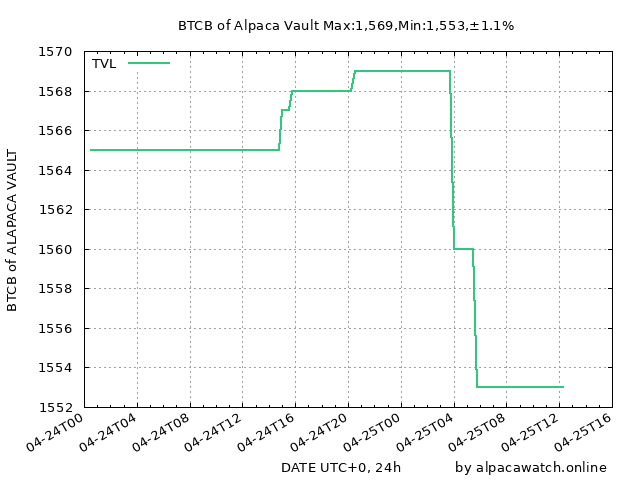 BTCB of Alpaca Vault Max:1,569,Min:1,553,±1.1%
TVL
BTCB of ALAPACA VAULT
1570
1568
1566
1564
1562
1560
1558
1556
1554
1552
04-24T00
04-24T04
04-24T08
04-24T12
04-24T16
04-24T20
04-25T00
04-25T04
04-25T08
04-25T12
04-25T16
DATE UTC+0, 24h
by alpacawatch.online